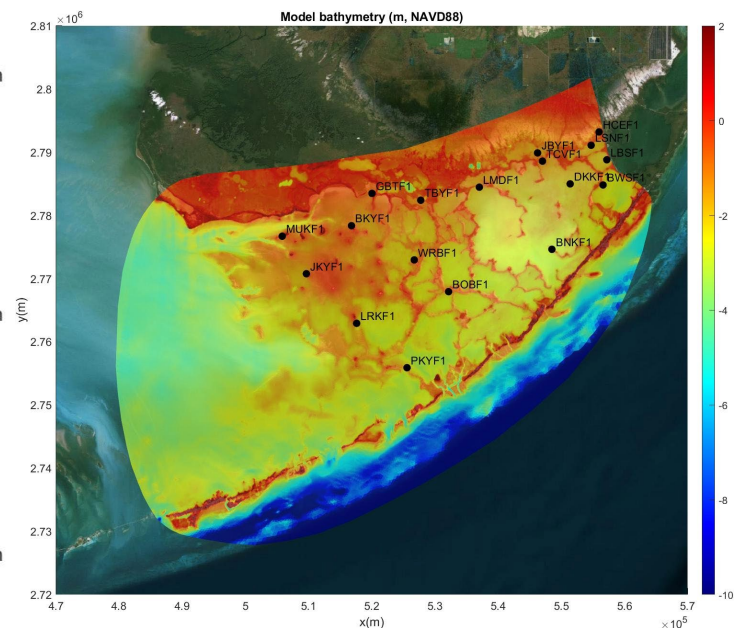 Model bathymetry (m, NAVD88)
×10⁶
2.81
2.8
2.79
2.78
2.77
2.76
2.75
2.74
2.73
2.72
y(m)
HCEF1
LSNF1
JBYF1
TCVF1
LBSF1
DKKF1
BWSF1
LMDF1
GBTF1
TBYF1
BKYF1
MUKF1
BNKF1
WRBF1
JKYF1
BOBF1
LRKF1
PKYF1
4.7 4.8 4.9 5 5.1 5.2 5.3 5.4 5.5 5.6 5.7
x(m)
×10⁵
2
0
-2
-4
-6
-8
-10